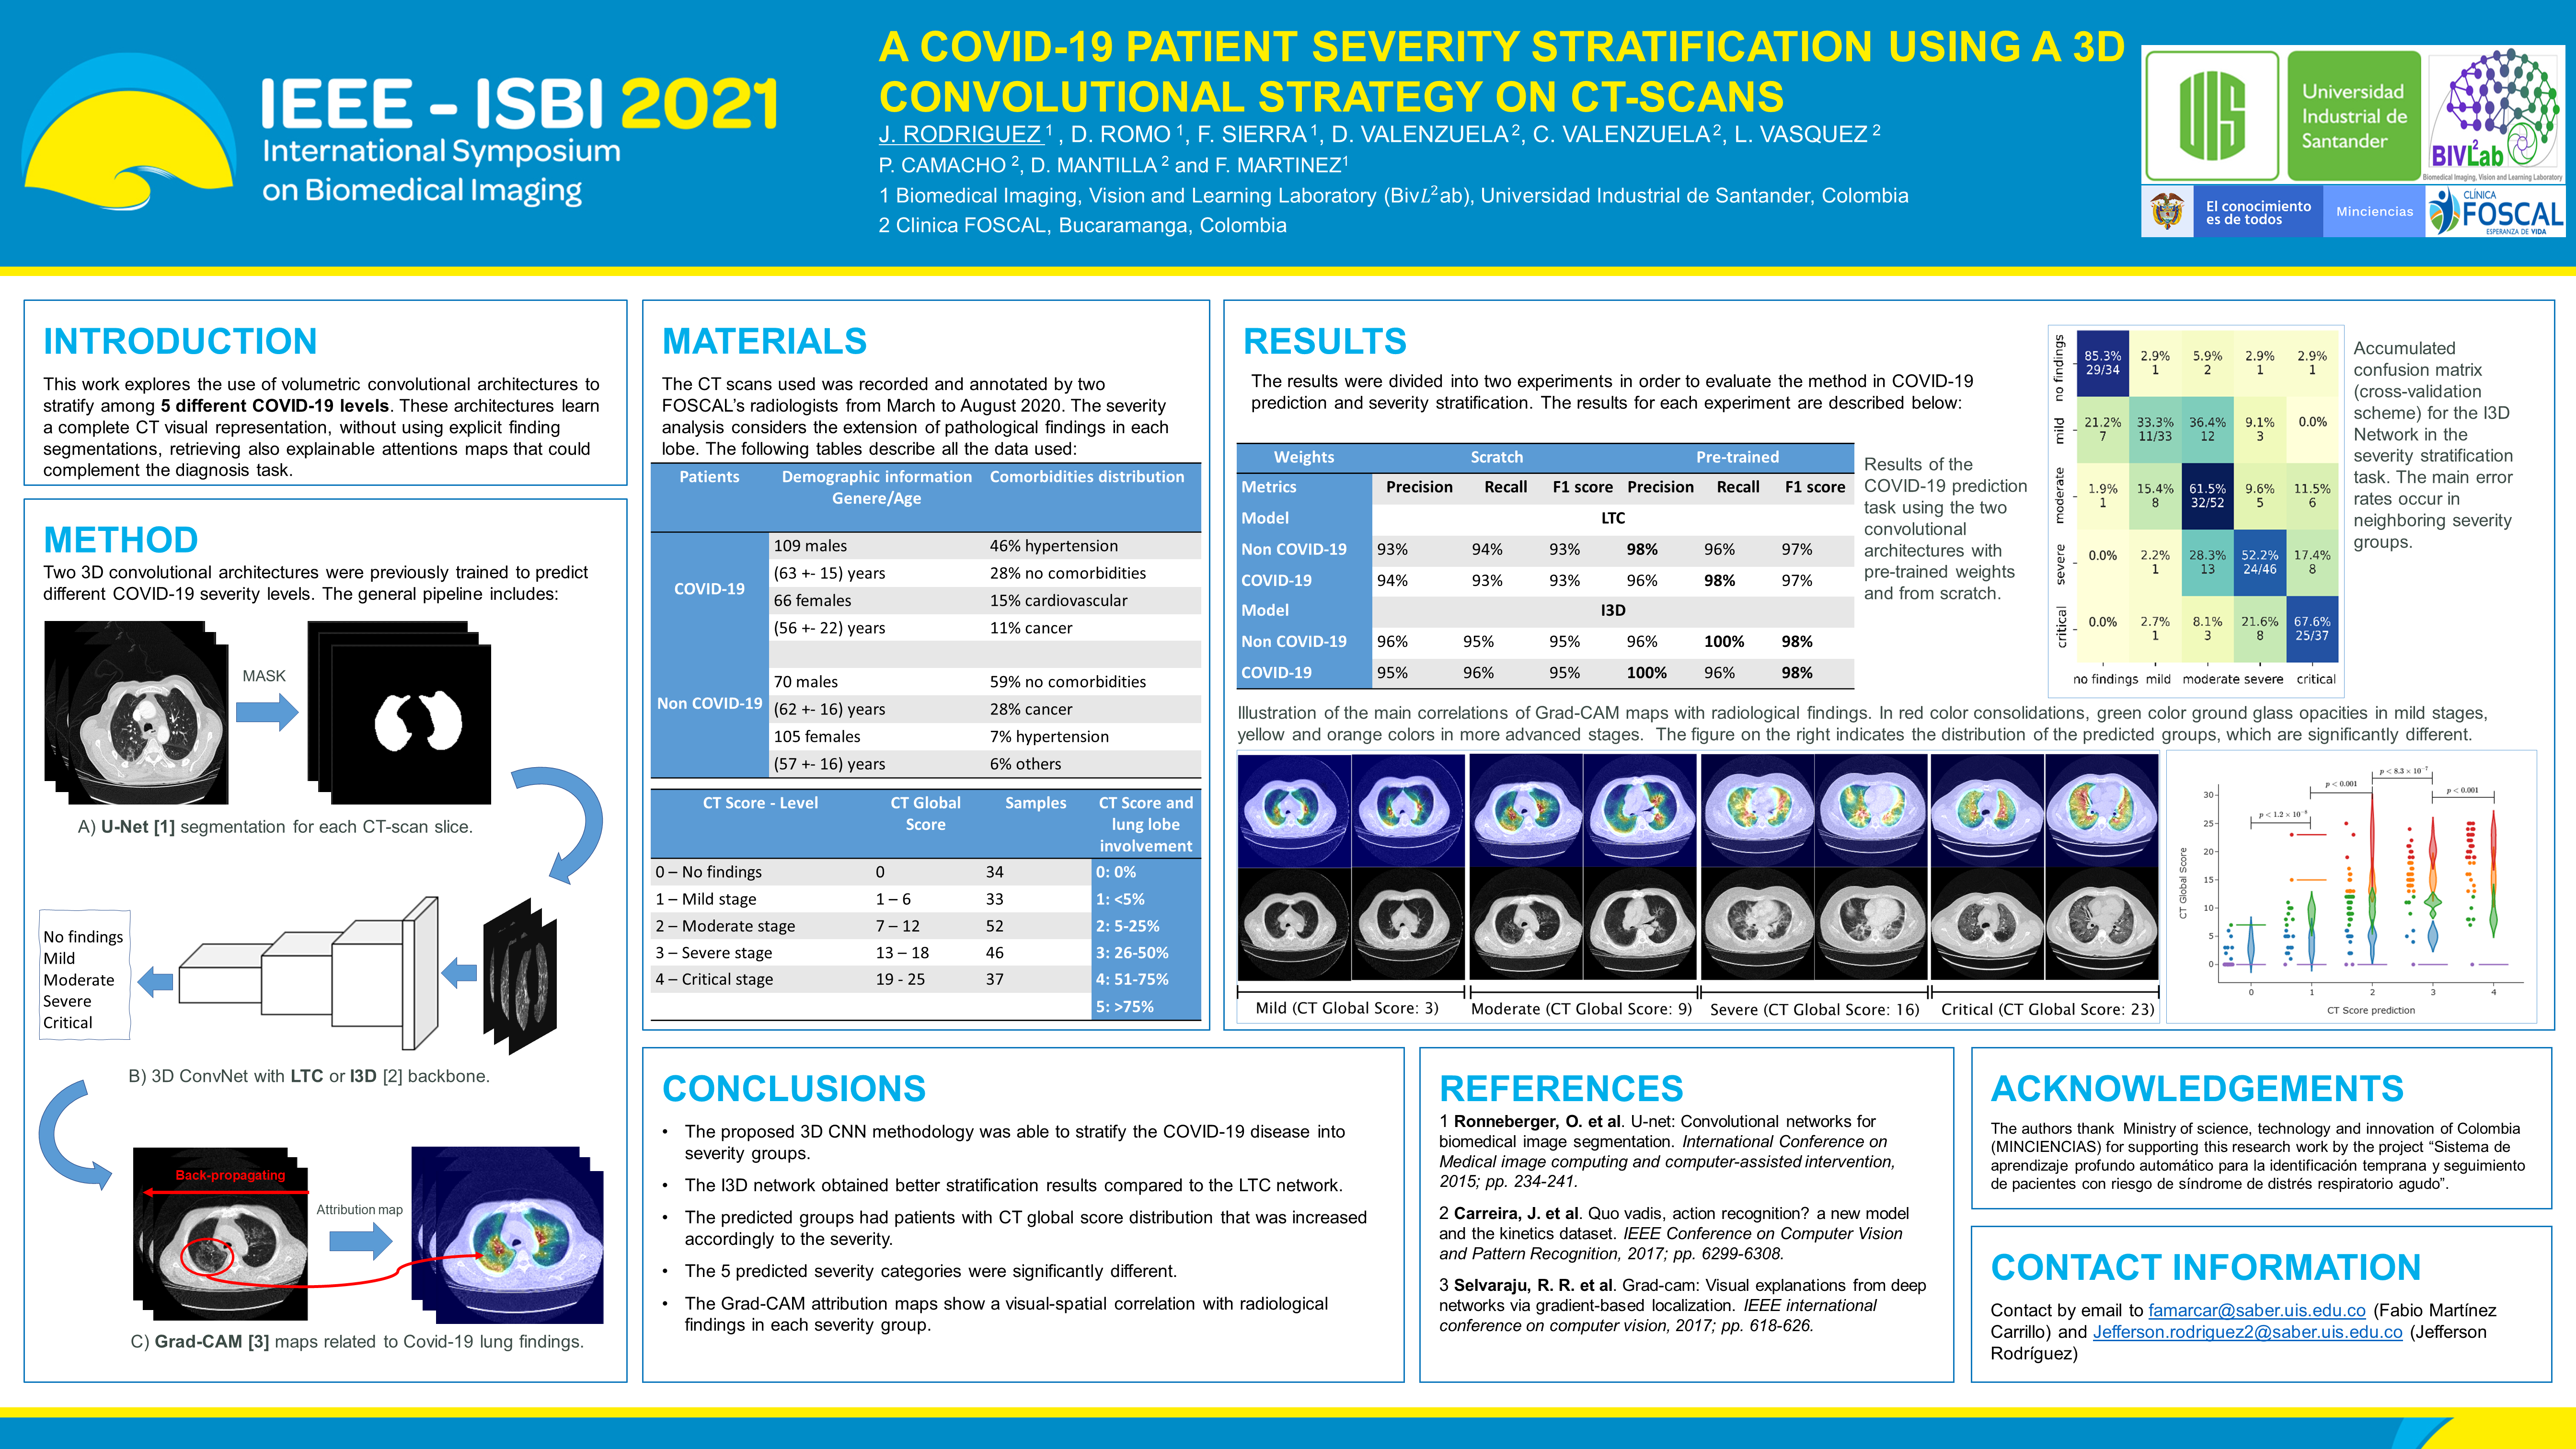 IEEE - ISBI 2021
International Symposium
on Biomedical Imaging
A COVID-19 PATIENT SEVERITY STRATIFICATION USING A 3D
CONVOLUTIONAL STRATEGY ON CT-SCANS
J. RODRIGUEZ 1 , D. ROMO 1, F. SIERRA 1, D. VALENZUELA 2, C. VALENZUELA 2, L. VASQUEZ 2
P. CAMACHO 2, D. MANTILLA 2 and F. MARTINEZ1
1 Biomedical Imaging, Vision and Learning Laboratory (BivL2ab), Universidad Industrial de Santander, Colombia
2 Clinica FOSCAL, Bucaramanga, Colombia
UIS
Universidad
Industrial de
Santander
BIVL2ab
Biomedical Imaging, Vision and Learning Laboratory
El conocimiento
es de todos
Minciencias
CLÍNICA
FOSCAL
ESPERANZA DE VIDA
INTRODUCTION
This work explores the use of volumetric convolutional architectures to
stratify among 5 different COVID-19 levels. These architectures learn
a complete CT visual representation, without using explicit finding
segmentations, retrieving also explainable attentions maps that could
complement the diagnosis task.
METHOD
Two 3D convolutional architectures were previously trained to predict
different COVID-19 severity levels. The general pipeline includes:
MASK
A) U-Net [1] segmentation for each CT-scan slice.
No findings
Mild
Moderate
Severe
Critical
B) 3D ConvNet with LTC or I3D [2] backbone.
Back-propagating
Attribution map
C) Grad-CAM [3] maps related to Covid-19 lung findings.
MATERIALS
The CT scans used was recorded and annotated by two
FOSCAL's radiologists from March to August 2020. The severity
analysis considers the extension of pathological findings in each
lobe. The following tables describe all the data used:
Patients Demographic information Comorbidities distribution
Genere/Age
109 males 46% hypertension
(63 +- 15) years 28% no comorbidities
COVID-19
66 females 15% cardiovascular
(56 +- 22) years 11% cancer
70 males 59% no comorbidities
Non COVID-19 (62 +- 16) years 28% cancer
105 females 7% hypertension
(57 +- 16) years 6% others
CT Score - Level CT Global Samples CT Score and
Score lung lobe
involvement
0 – No findings 0 34 0: 0%
1 – Mild stage 1 – 6 33 1: <5%
2 – Moderate stage 7 – 12 52 2: 5-25%
3 – Severe stage 13 – 18 46 3: 26-50%
4 – Critical stage 19 - 25 37 4: 51-75%
5: >75%
RESULTS
The results were divided into two experiments in order to evaluate the method in COVID-19
prediction and severity stratification. The results for each experiment are described below:
Weights Scratch Pre-trained
Metrics Precision Recall F1 score Precision Recall F1 score
Model LTC
Non COVID-19 93% 94% 93% 98% 96% 97%
COVID-19 94% 93% 93% 96% 98% 97%
Model I3D
Non COVID-19 96% 95% 95% 96% 100% 98%
COVID-19 95% 96% 95% 100% 96% 98%
Results of the
COVID-19 prediction
task using the two
convolutional
architectures with
pre-trained weights
and from scratch.
no findings
85.3% 2.9% 5.9% 2.9% 2.9%
29/34 1 2 1 1
mild
21.2% 33.3% 36.4% 9.1% 0.0%
7 11/33 12 3
moderate
1.9% 15.4% 61.5% 9.6% 11.5%
1 8 32/52 5 6
severe
0.0% 2.2% 28.3% 52.2% 17.4%
1 13 24/46 8
critical
0.0% 2.7% 8.1% 21.6% 67.6%
1 3 8 25/37
no findings mild moderate severe critical
Accumulated
confusion matrix
(cross-validation
scheme) for the I3D
Network in the
severity stratification
task. The main error
rates occur in
neighboring severity
groups.
Illustration of the main correlations of Grad-CAM maps with radiological findings. In red color consolidations, green color ground glass opacities in mild stages,
yellow and orange colors in more advanced stages. The figure on the right indicates the distribution of the predicted groups, which are significantly different.
Mild (CT Global Score: 3) Moderate (CT Global Score: 9) Severe (CT Global Score: 16) Critical (CT Global Score: 23)
p < 8.3 × 10−7
p < 0.001
p < 0.001
CT Global Score
30
25
20
15
10
5
0
0 1 2 3 4
CT Score prediction
CONCLUSIONS
• The proposed 3D CNN methodology was able to stratify the COVID-19 disease into
severity groups.
• The I3D network obtained better stratification results compared to the LTC network.
• The predicted groups had patients with CT global score distribution that was increased
accordingly to the severity.
• The 5 predicted severity categories were significantly different.
• The Grad-CAM attribution maps show a visual-spatial correlation with radiological
findings in each severity group.
REFERENCES
1 Ronneberger, O. et al. U-net: Convolutional networks for
biomedical image segmentation. International Conference on
Medical image computing and computer-assisted intervention,
2015; pp. 234-241.
2 Carreira, J. et al. Quo vadis, action recognition? a new model
and the kinetics dataset. IEEE Conference on Computer Vision
and Pattern Recognition, 2017; pp. 6299-6308.
3 Selvaraju, R. R. et al. Grad-cam: Visual explanations from deep
networks via gradient-based localization. IEEE international
conference on computer vision, 2017; pp. 618-626.
ACKNOWLEDGEMENTS
The authors thank Ministry of science, technology and innovation of Colombia
(MINCIENCIAS) for supporting this research work by the project “Sistema de
aprendizaje profundo automático para la identificación temprana y seguimiento
de pacientes con riesgo de síndrome de distrés respiratorio agudo”.
CONTACT INFORMATION
Contact by email to famarcar@saber.uis.edu.co (Fabio Martínez
Carrillo) and Jefferson.rodriguez2@saber.uis.edu.co (Jefferson
Rodríguez)